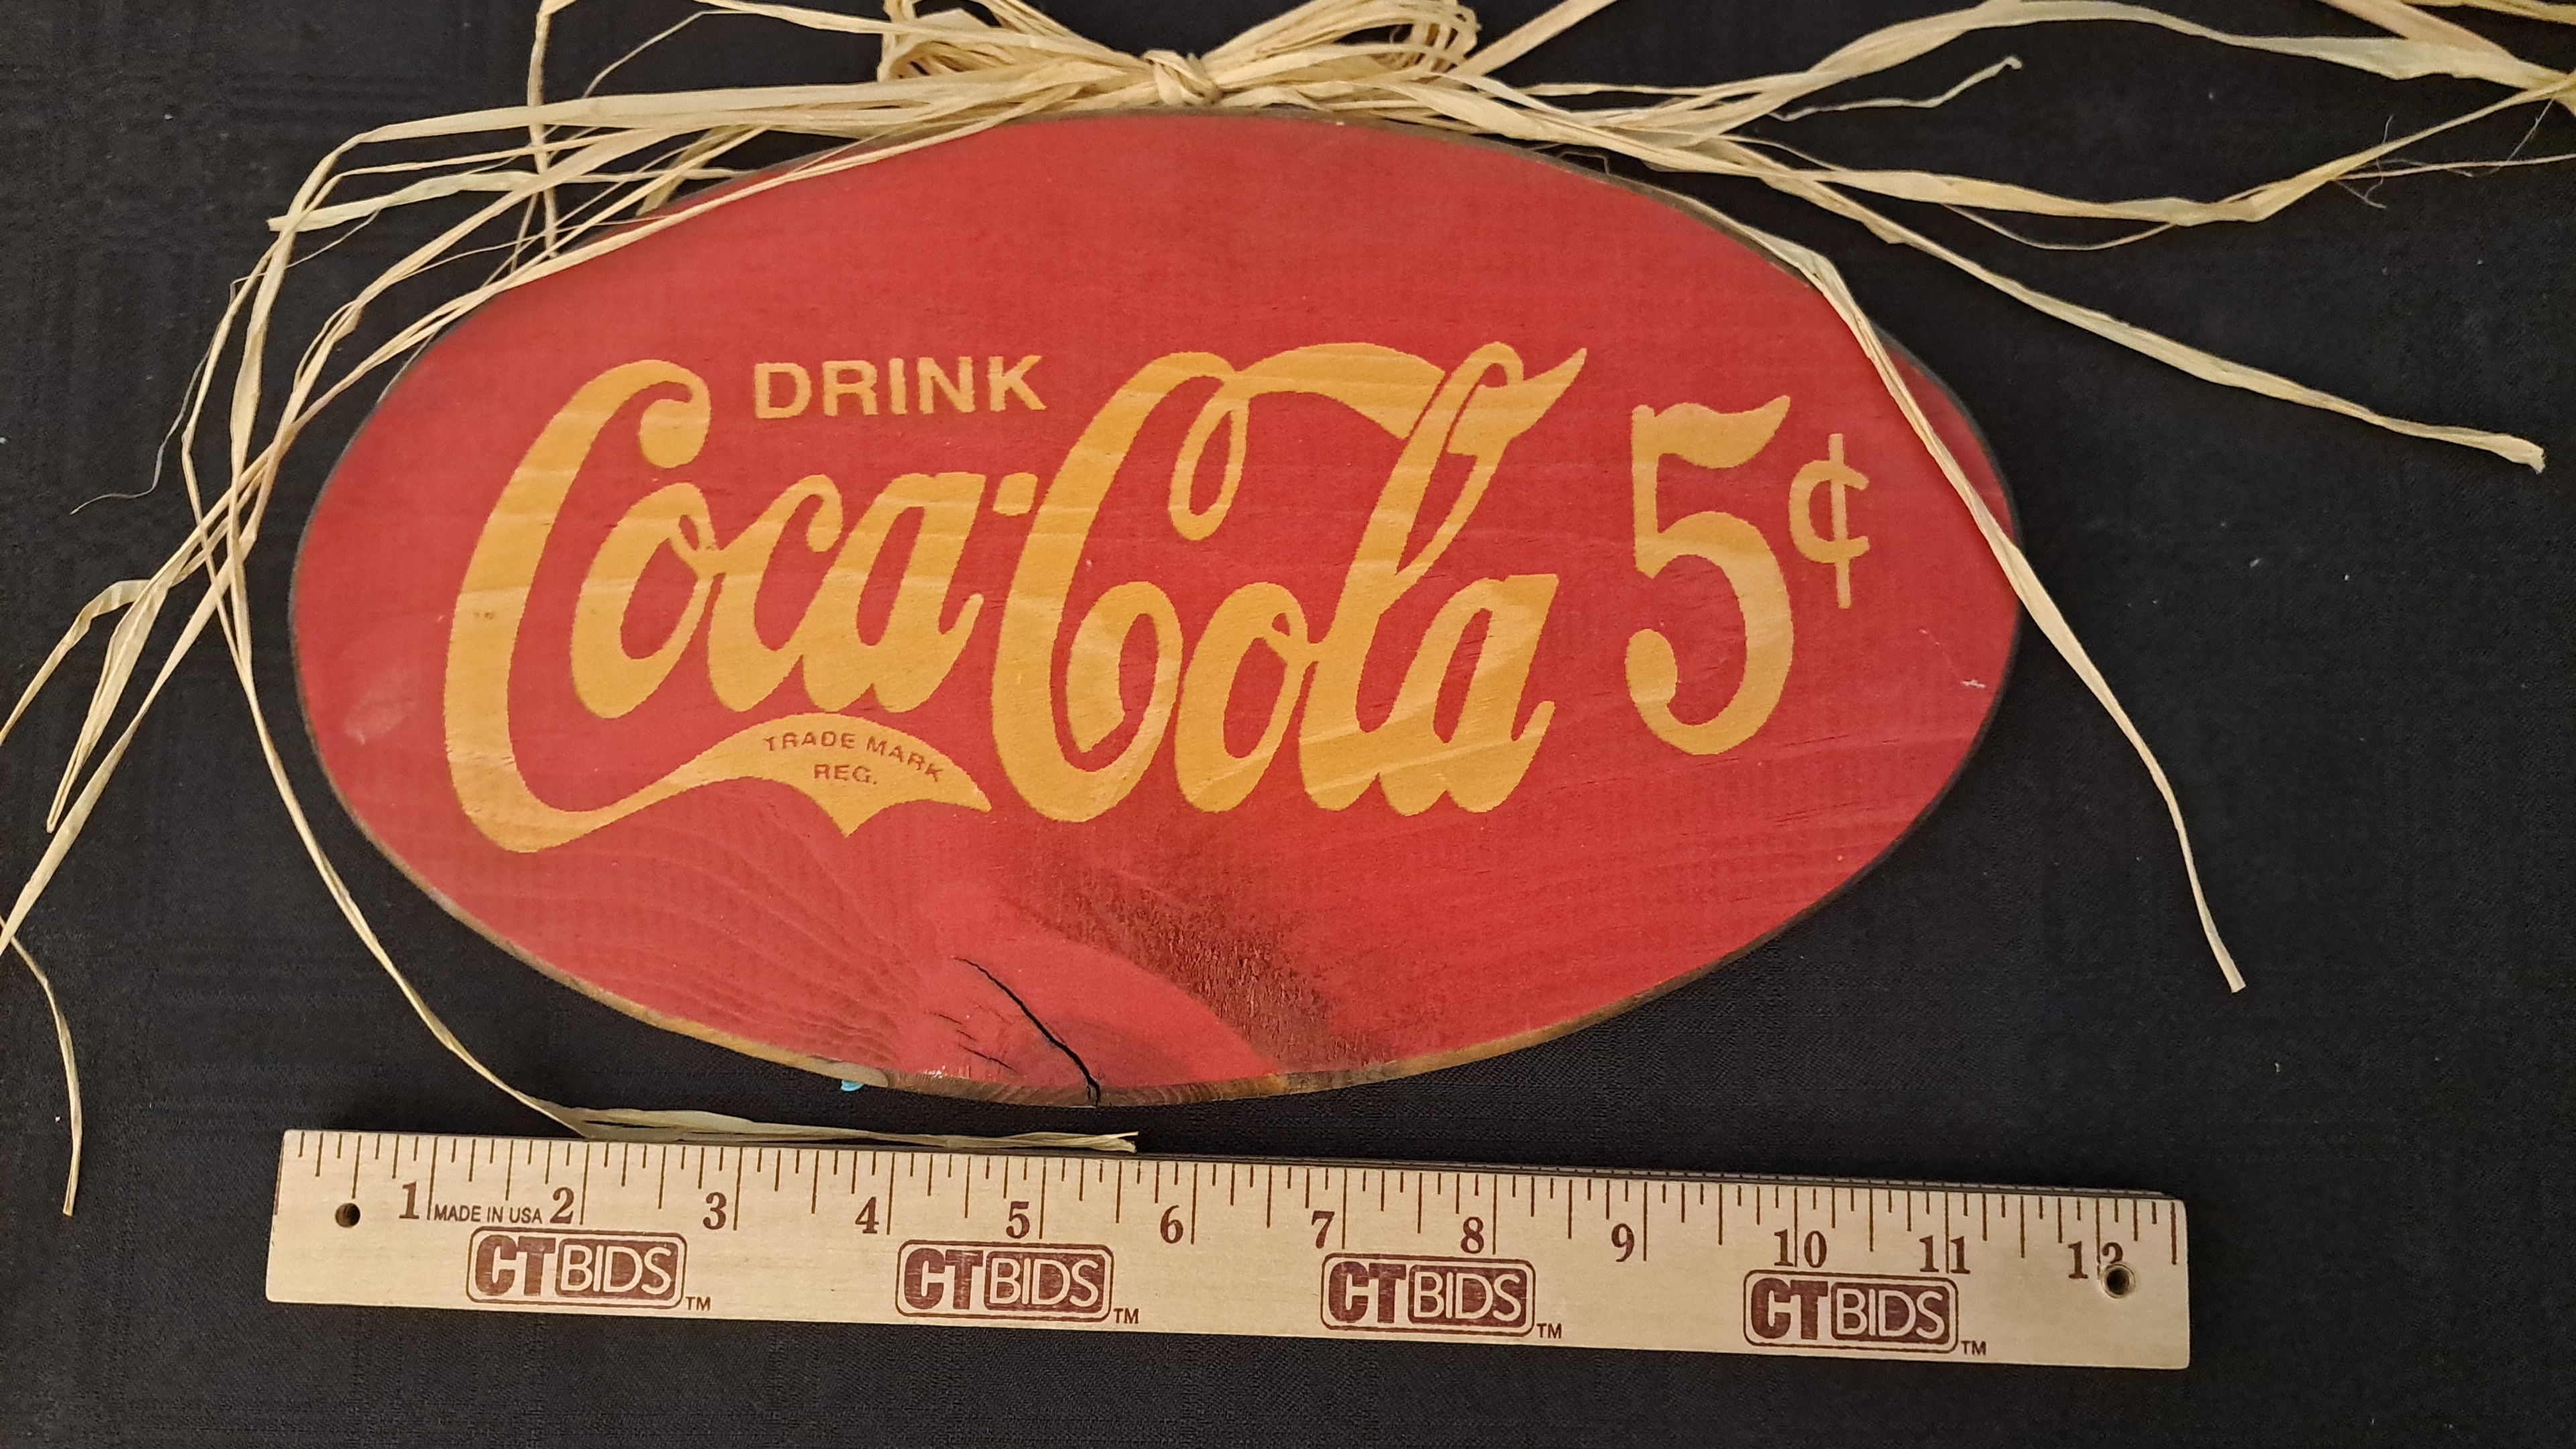 DRINK
Coca-Cola 5¢
TRADE MARK
REG.
1 MADE IN USA 2 3 4 5 6 7 8 9 10 11 12
CTBIDS™ CTBIDS™ CTBIDS™ CTBIDS™